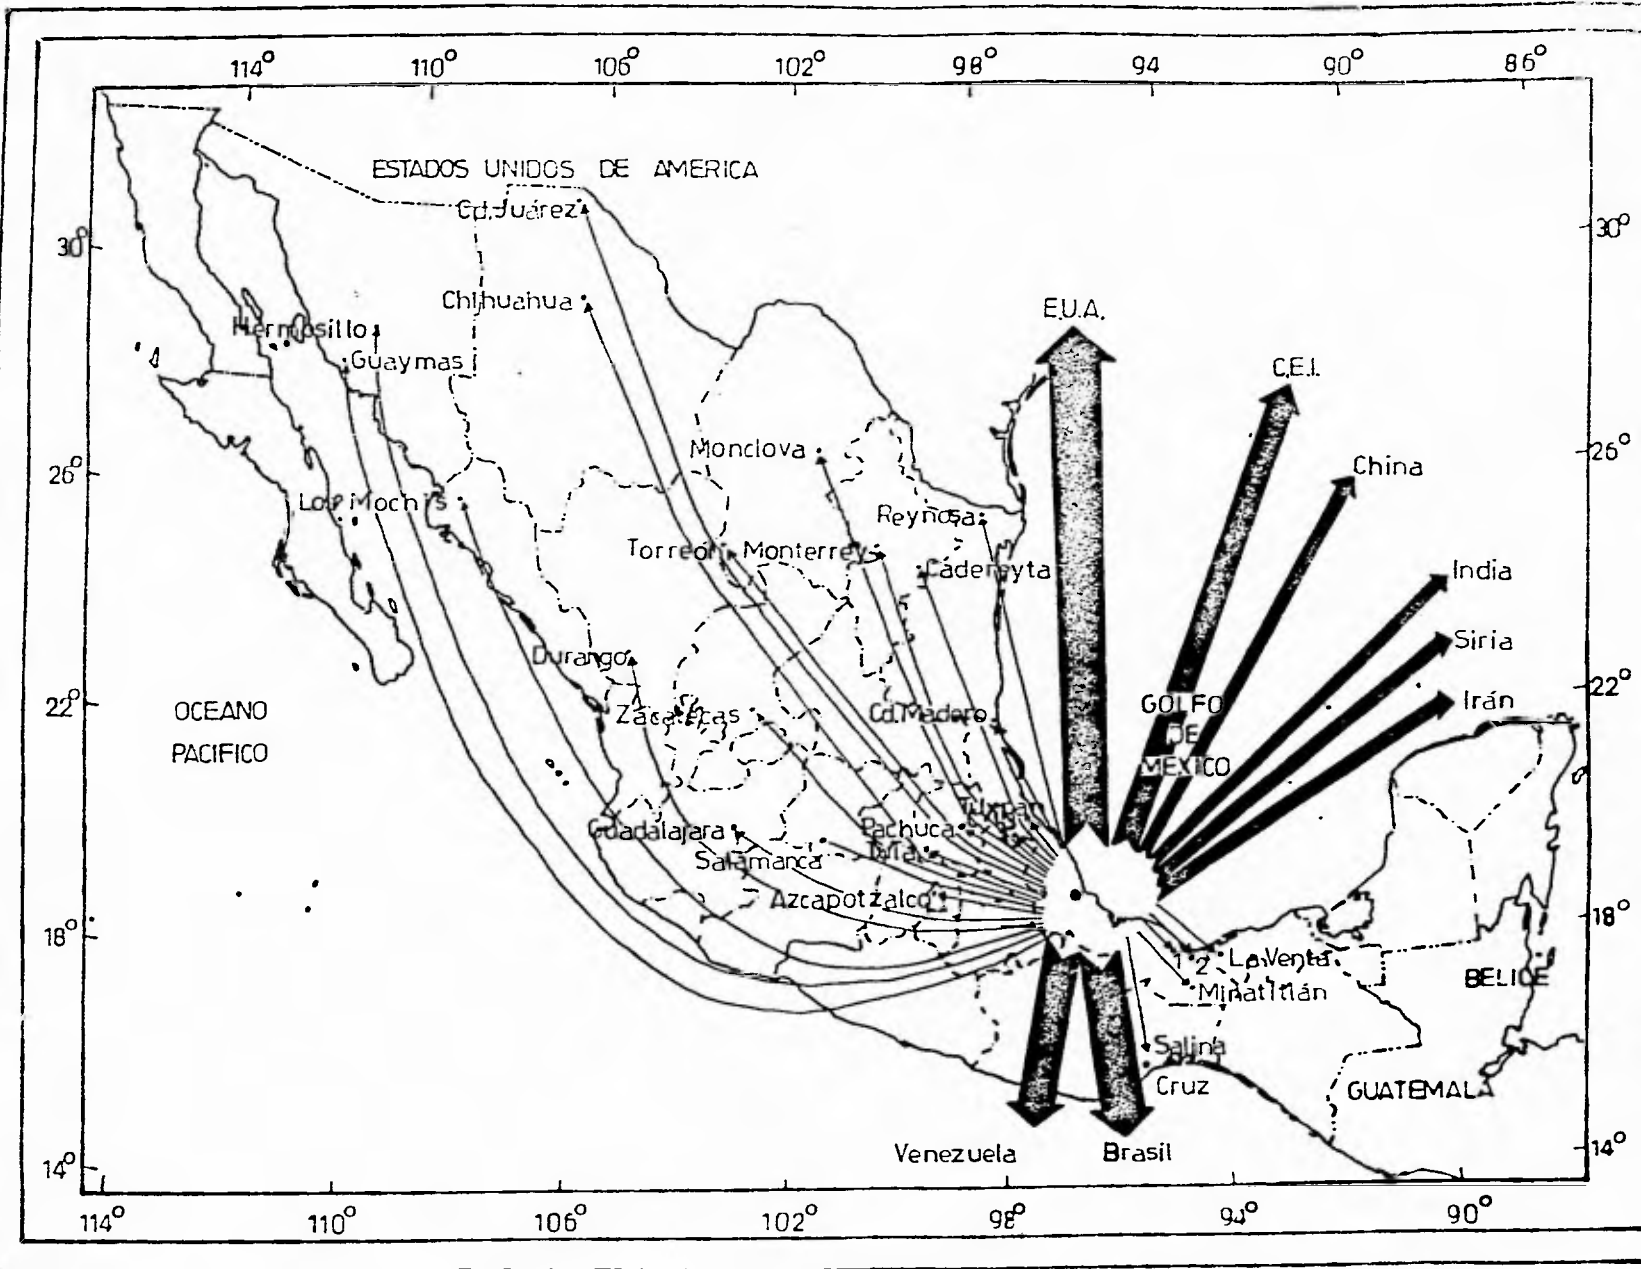 114° 110° 106° 102° 98° 94° 90° 86°
ESTADOS UNIDOS DE AMERICA
Cd. Juárez
30° 30°
Chihuahua
E.U.A.
Hermosillo
Guaymas
C.E.I.
Monclova
26° 26°
China
Los Mochis
Reynosa
Torreón
Monterrey
Cadereyta
India
Siria
Durango
22° 22°
Zacatecas
Cd. Madero
Irán
OCEANO
PACIFICO
GOLFO
DE
MEXICO
Tuxpan
Guadalajara
Pachuca
Tula
Salamanca
Azcapotzalco
18° 18°
1 2
La Venta
Minatitlán
BELICE
Salina
Cruz
GUATEMALA
Venezuela
Brasil
14° 14°
114° 110° 106° 102° 98° 94° 90°